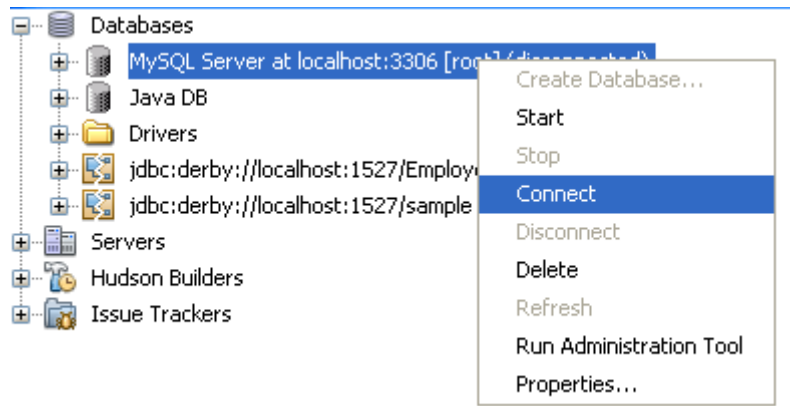 Databases
MySQL Server at localhost:3306 [root] (disconnected)
Java DB
Drivers
jdbc:derby://localhost:1527/Employ
jdbc:derby://localhost:1527/sample
Servers
Hudson Builders
Issue Trackers
Create Database...
Start
Stop
Connect
Disconnect
Delete
Refresh
Run Administration Tool
Properties...